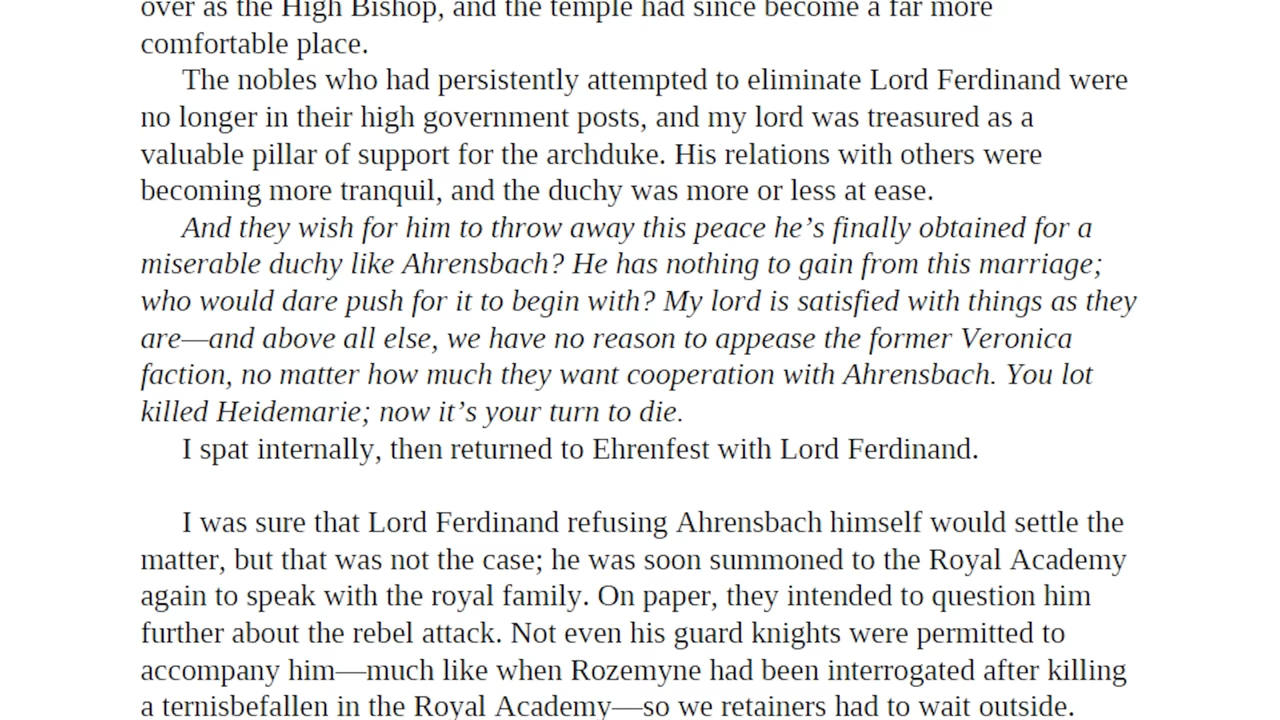 over as the High Bishop, and the temple had since become a far more
comfortable place.
The nobles who had persistently attempted to eliminate Lord Ferdinand were
no longer in their high government posts, and my lord was treasured as a
valuable pillar of support for the archduke. His relations with others were
becoming more tranquil, and the duchy was more or less at ease.
And they wish for him to throw away this peace he’s finally obtained for a
miserable duchy like Ahrensbach? He has nothing to gain from this marriage;
who would dare push for it to begin with? My lord is satisfied with things as they
are—and above all else, we have no reason to appease the former Veronica
faction, no matter how much they want cooperation with Ahrensbach. You lot
killed Heidemarie; now it’s your turn to die.
I spat internally, then returned to Ehrenfest with Lord Ferdinand.
I was sure that Lord Ferdinand refusing Ahrensbach himself would settle the
matter, but that was not the case; he was soon summoned to the Royal Academy
again to speak with the royal family. On paper, they intended to question him
further about the rebel attack. Not even his guard knights were permitted to
accompany him—much like when Rozemyne had been interrogated after killing
a ternisbefallen in the Royal Academy—so we retainers had to wait outside.